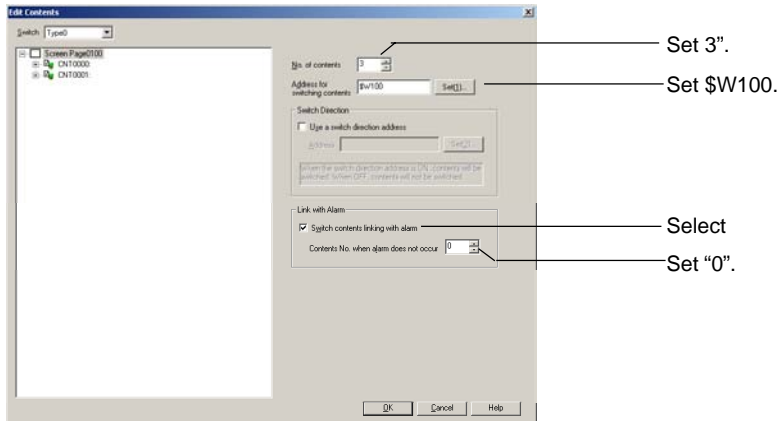 Edit Contents
Switch Type0
Screen Page0100
CNT0000:
CNT0001:
No. of contents 3
Set 3”.
Address for
switching contents $W100 Set(1)...
Set $W100.
Switch Direction
Use a switch direction address
Address Set(2)...
When the switch direction address is ON, contents will be
switched. When OFF, contents will not be switched.
Link with Alarm
Switch contents linking with alarm
Select
Contents No. when alarm does not occur 0
Set “0”.
OK Cancel Help